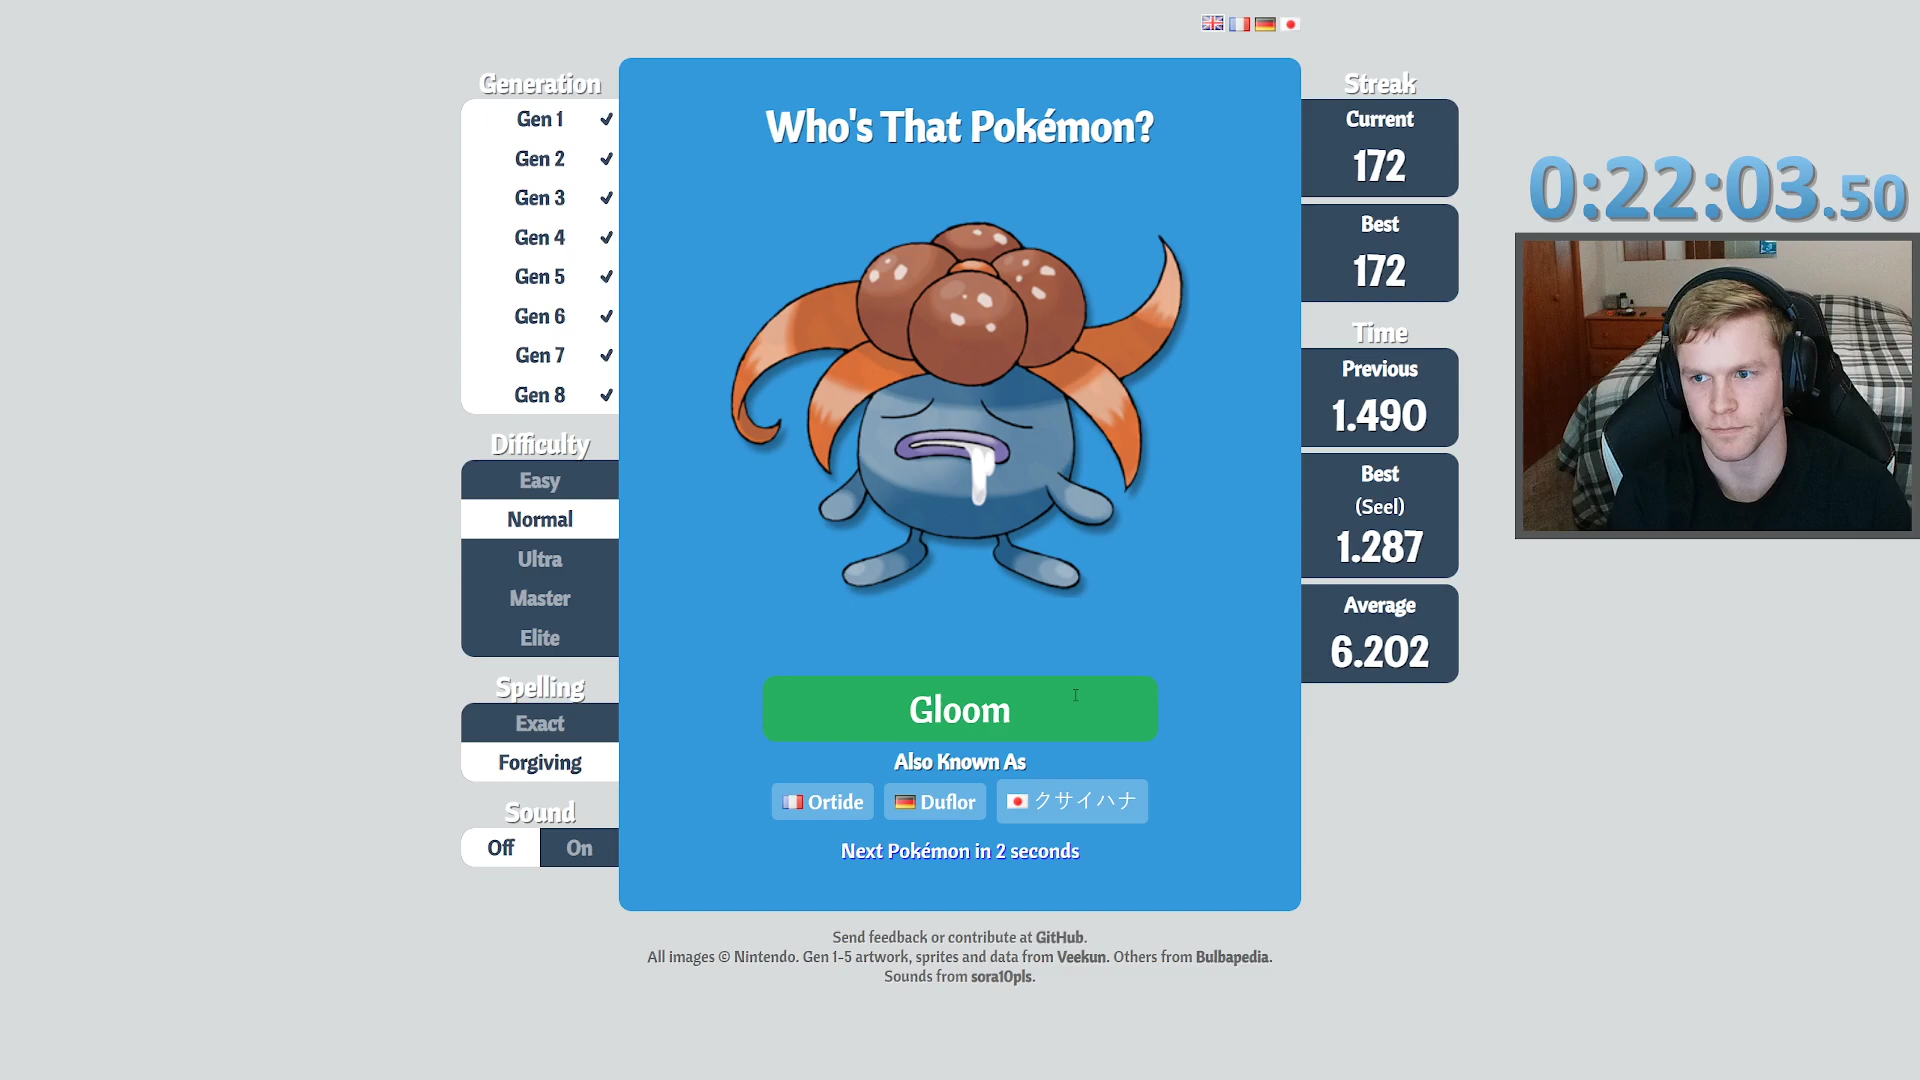 Generation
Gen 1 ✔
Gen 2 ✔
Gen 3 ✔
Gen 4 ✔
Gen 5 ✔
Gen 6 ✔
Gen 7 ✔
Gen 8 ✔
Difficulty
Easy
Normal
Ultra
Master
Elite
Spelling
Exact
Forgiving
Sound
Off On
Who's That Pokémon?
Gloom
Also Known As
Ortide Duflor クサイハナ
Next Pokémon in 2 seconds
Send feedback or contribute at GitHub.
All images © Nintendo. Gen 1-5 artwork, sprites and data from Veekun. Others from Bulbapedia.
Sounds from sora10pls.
Streak
Current
172
Best
172
Time
Previous
1.490
Best
(Seel)
1.287
Average
6.202
0:22:03.50